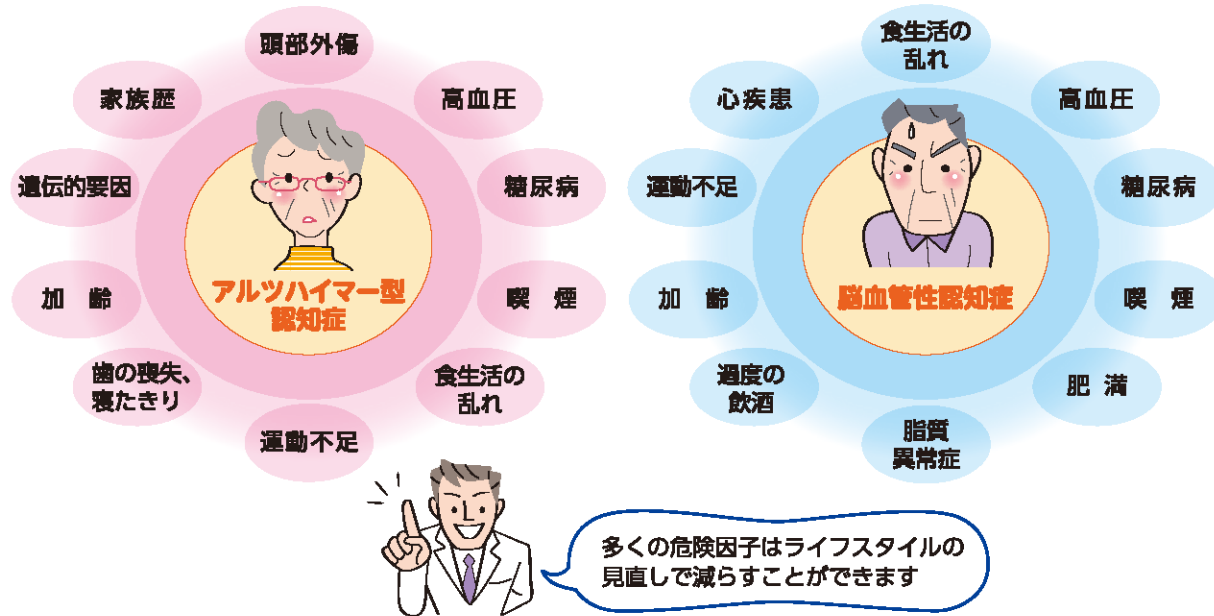 頭部外傷
高血圧
糖尿病
喫煙
食生活の
乱れ
運動不足
歯の喪失、
寝たきり
加齢
遺伝的要因
家族歴
アルツハイマー型
認知症
食生活の
乱れ
高血圧
糖尿病
喫煙
肥満
脂質
異常症
過度の
飲酒
加齢
運動不足
心疾患
脳血管性認知症
多くの危険因子はライフスタイルの
見直しで減らすことができます